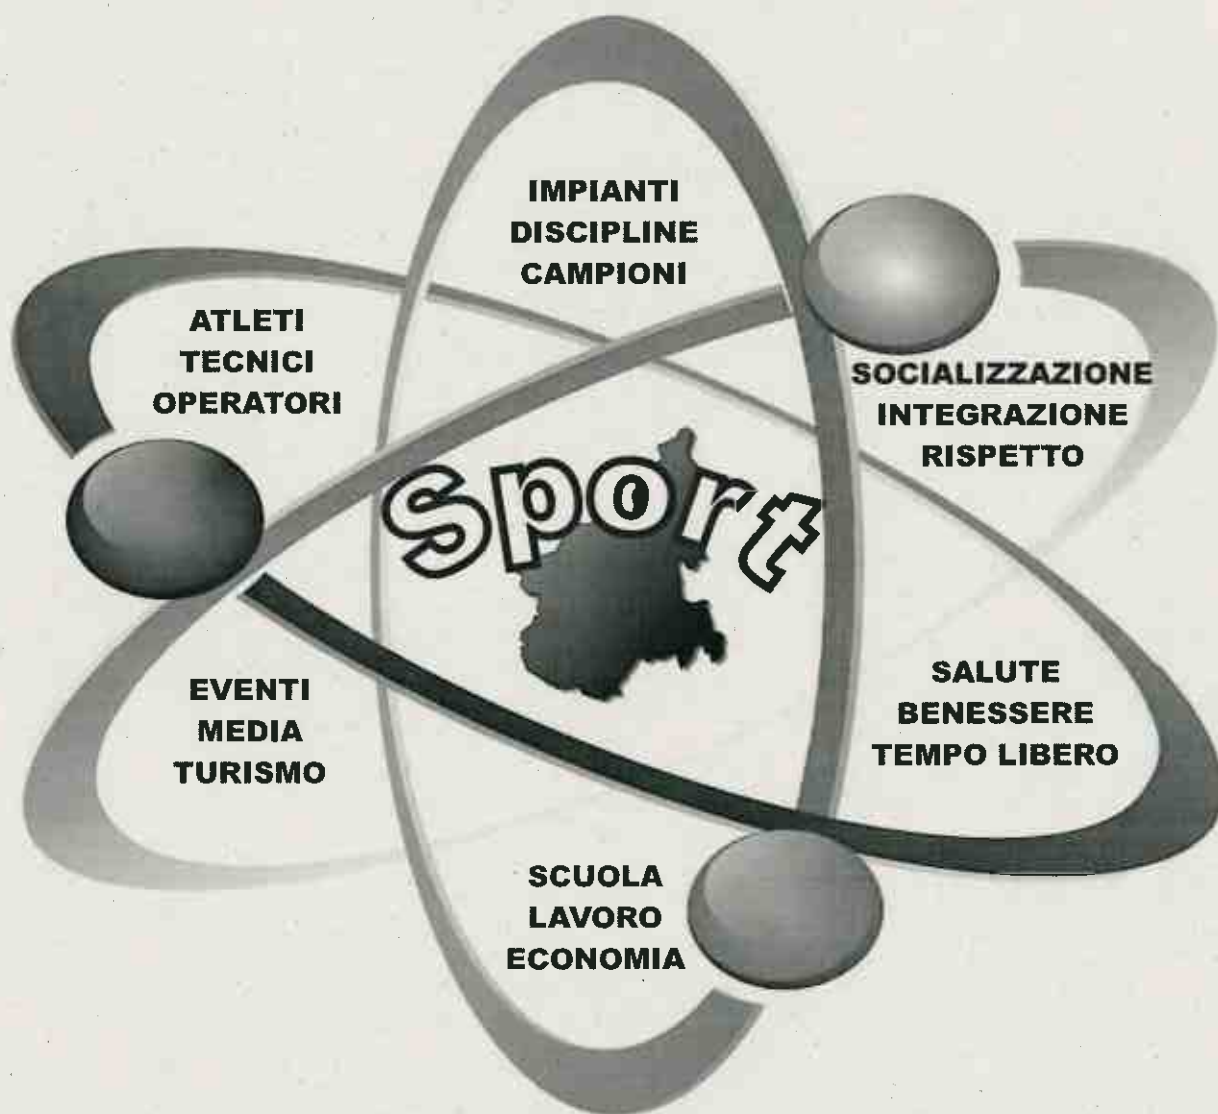 IMPIANTI
DISCIPLINE
CAMPIONI
ATLETI
TECNICI
OPERATORI
SOCIALIZZAZIONE
INTEGRAZIONE
RISPETTO
Sport
EVENTI
MEDIA
TURISMO
SALUTE
BENESSERE
TEMPO LIBERO
SCUOLA
LAVORO
ECONOMIA